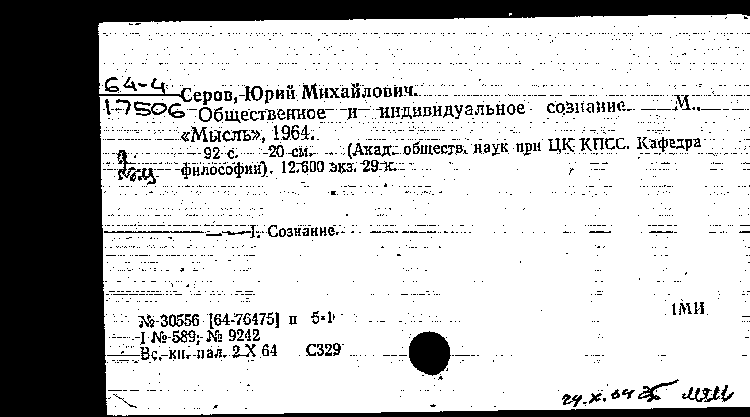 64-4
17506
Серов, Юрий Михайлович.
Общественное и индивидуальное сознание. М.,
«Мысль», 1964.
92 с. 20 см. (Акад. обществ. наук при ЦК КПСС. Кафедра
философии). 12.600 экз. 29 к.
I. Сознание.
1МИ
№ 30556 [64-76475] п 5-1
I № 589; № 9242
Вс. кн. пал. 2 X 64 С329
24.X.64